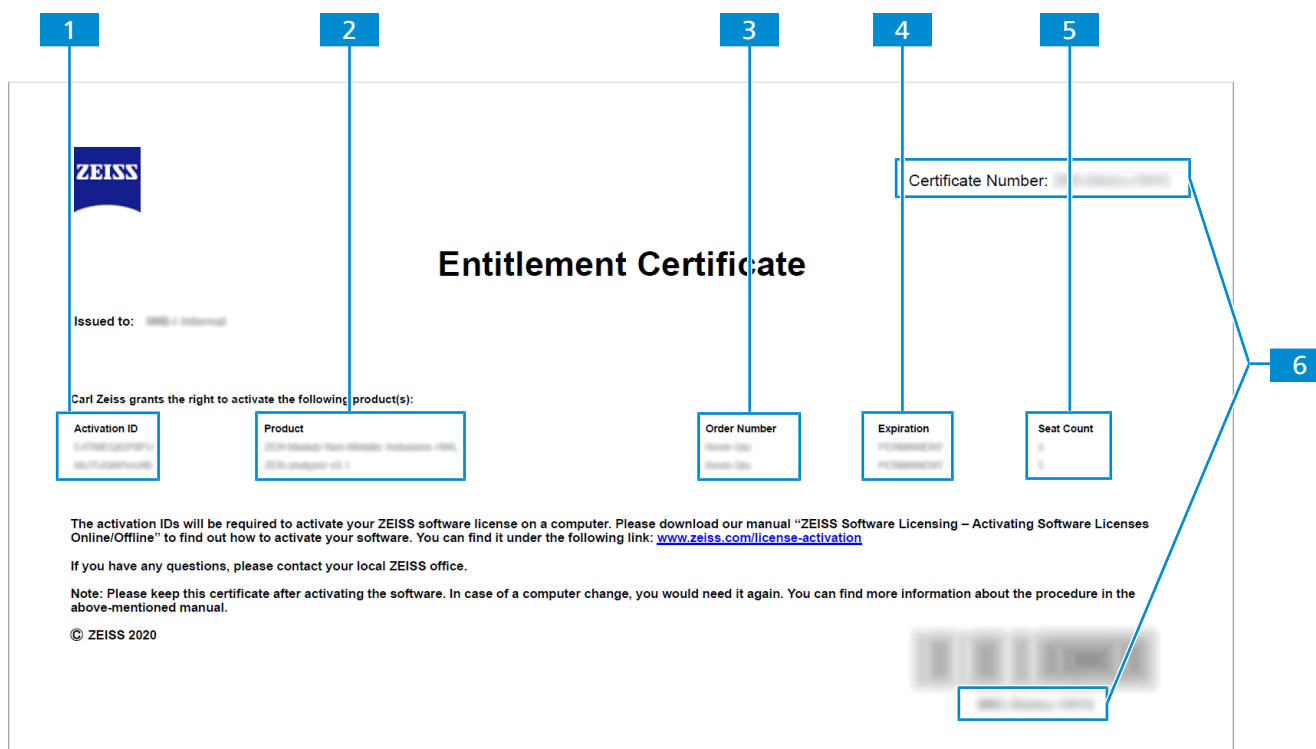 1 2 3 4 5
ZEISS
Certificate Number:
Entitlement Certificate
Issued to:
6
Carl Zeiss grants the right to activate the following product(s):
Activation ID Product Order Number Expiration Seat Count
PERMANENT
PERMANENT
The activation IDs will be required to activate your ZEISS software license on a computer. Please download our manual “ZEISS Software Licensing – Activating Software Licenses
Online/Offline” to find out how to activate your software. You can find it under the following link: www.zeiss.com/license-activation
If you have any questions, please contact your local ZEISS office.
Note: Please keep this certificate after activating the software. In case of a computer change, you would need it again. You can find more information about the procedure in the
above-mentioned manual.
© ZEISS 2020